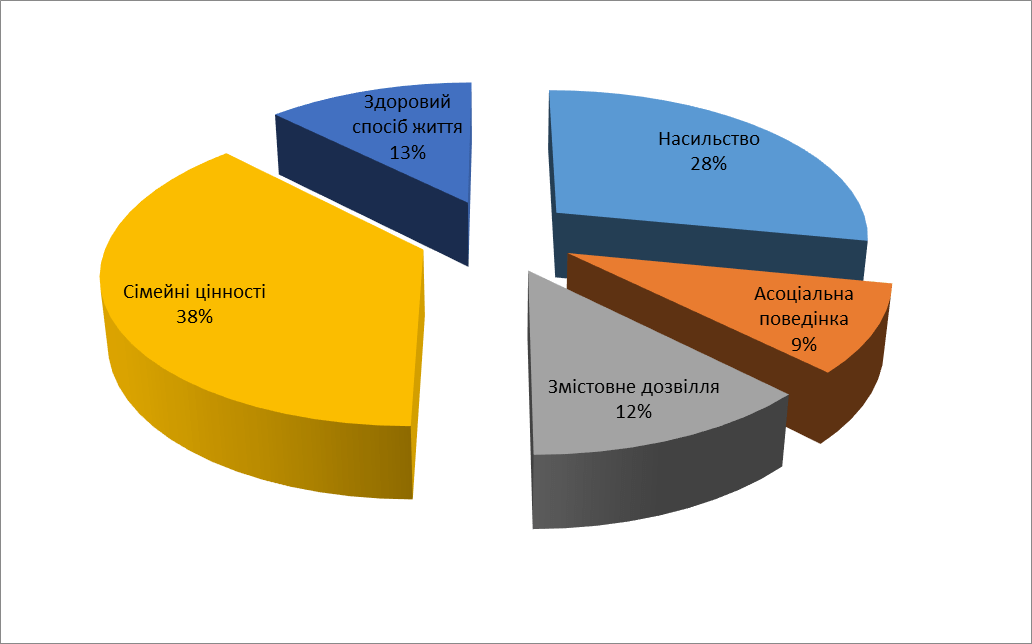 Здоровий
спосіб життя
13%
Насильство
28%
Сімейні цінності
38%
Асоціальна
поведінка
9%
Змістовне дозвілля
12%